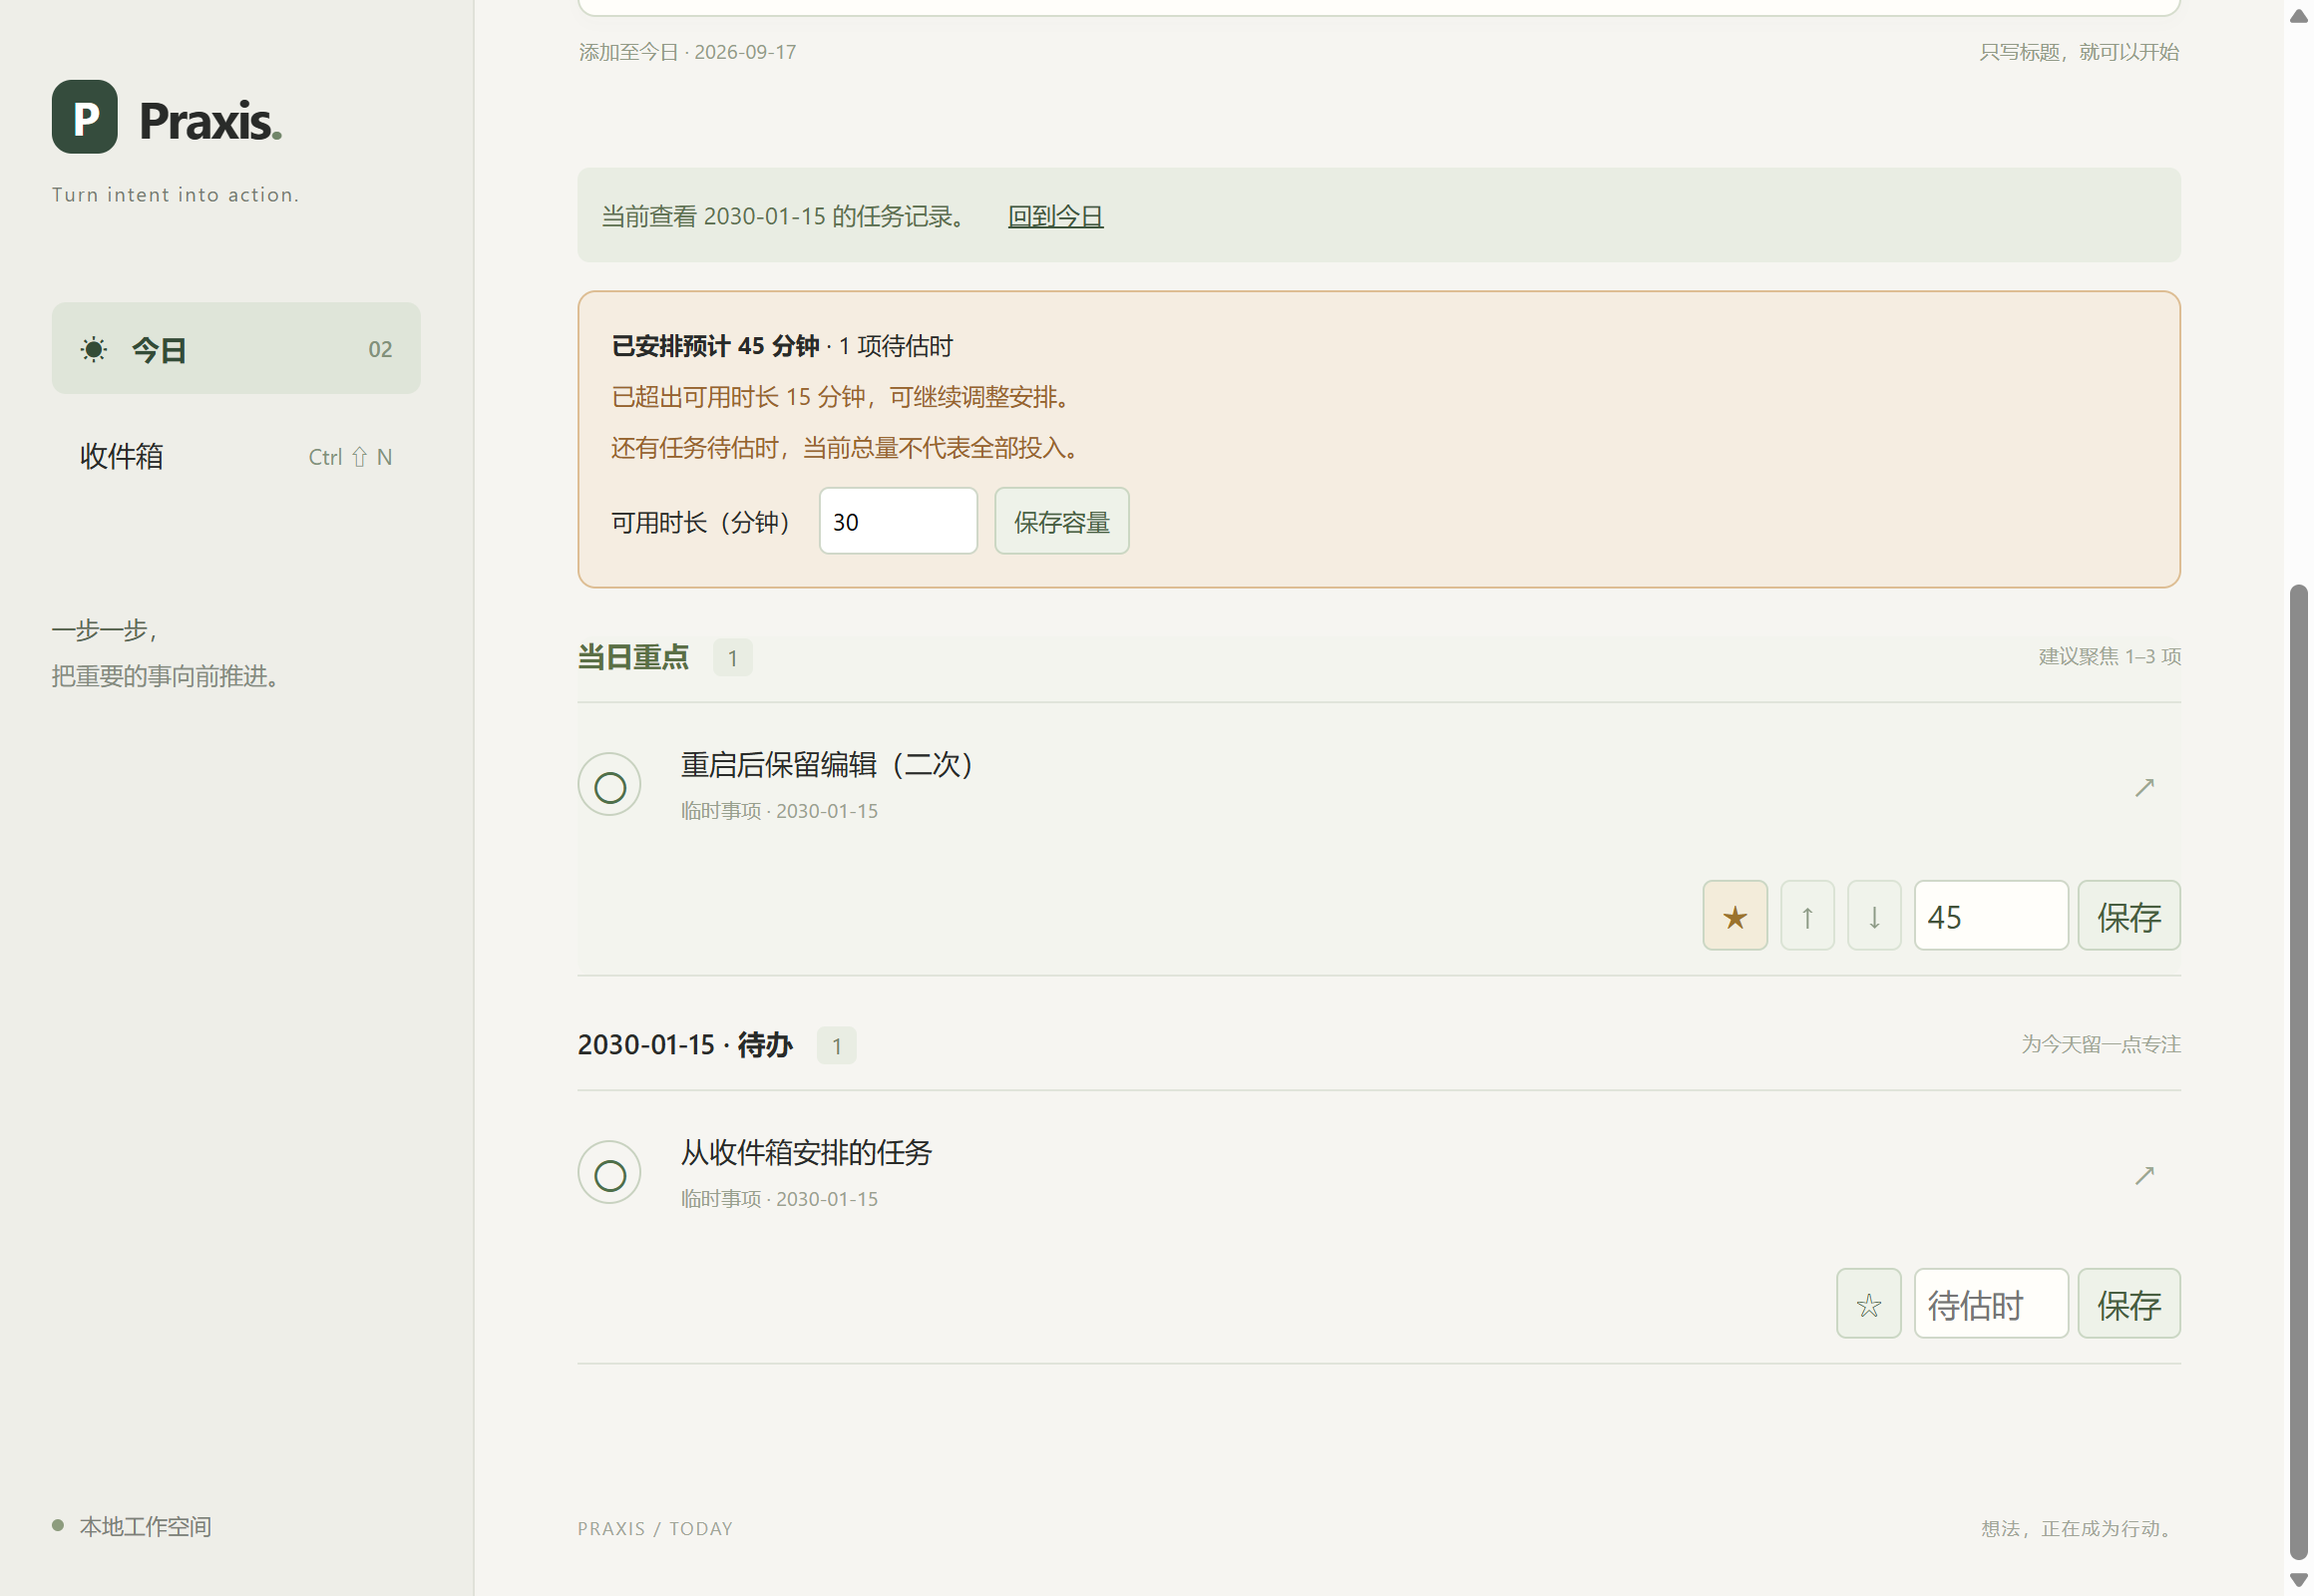 P Praxis.
Turn intent into action.
今日 02
收件箱 Ctrl ⇧ N
一步一步，
把重要的事向前推进。
本地工作空间
添加至今日 · 2026-09-17 只写标题，就可以开始
当前查看 2030-01-15 的任务记录。 回到今日
已安排预计 45 分钟 · 1 项待估时
已超出可用时长 15 分钟，可继续调整安排。
还有任务待估时，当前总量不代表全部投入。
可用时长（分钟） 30 保存容量
当日重点 1 建议聚焦 1–3 项
重启后保留编辑（二次） ↗
临时事项 · 2030-01-15
★ ↑ ↓ 45 保存
2030-01-15 · 待办 1 为今天留一点专注
从收件箱安排的任务 ↗
临时事项 · 2030-01-15
☆ 待估时 保存
PRAXIS / TODAY 想法，正在成为行动。